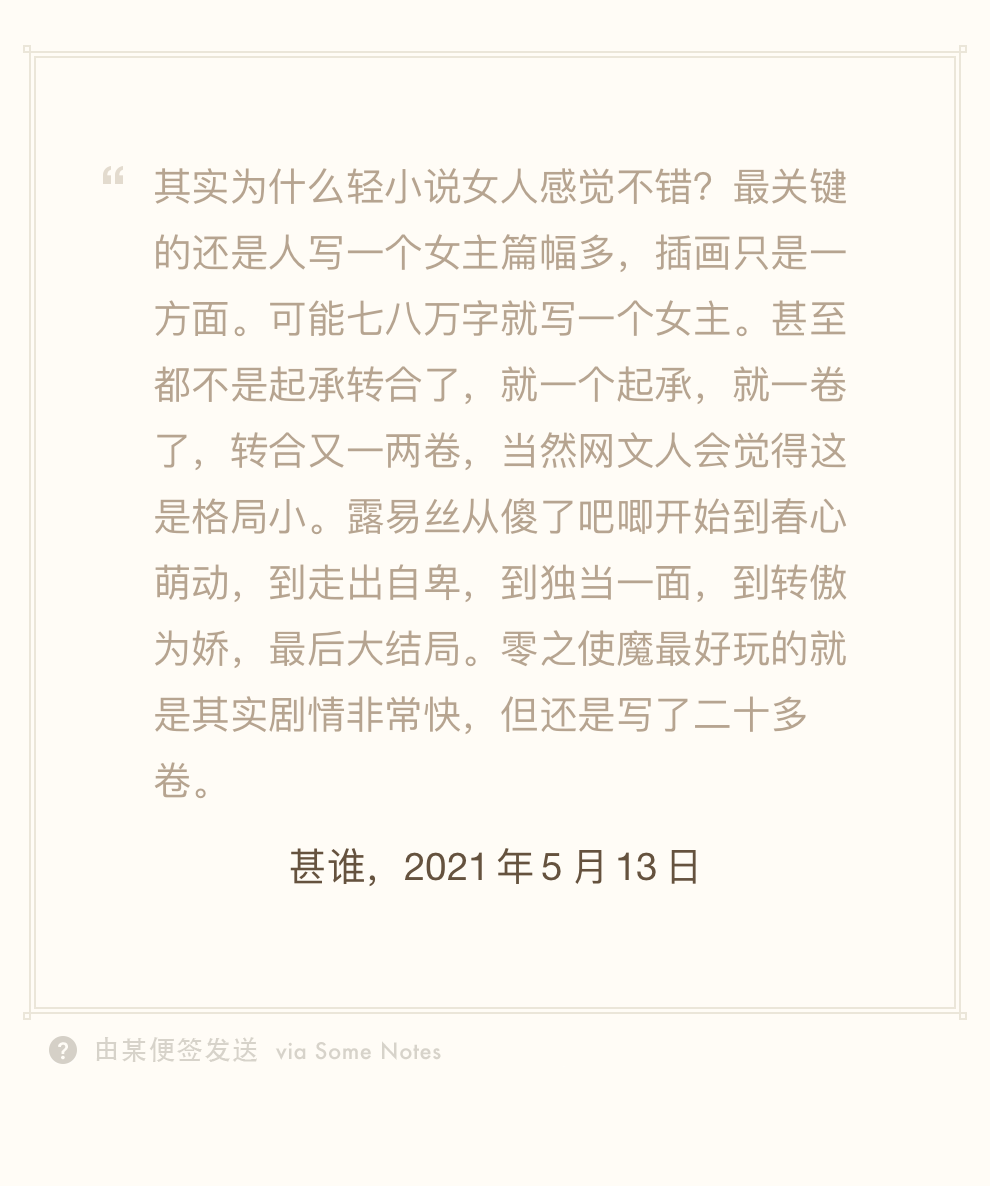 “ 其实为什么轻小说女人感觉不错？最关键
的还是人写一个女主篇幅多，插画只是一
方面。可能七八万字就写一个女主。甚至
都不是起承转合了，就一个起承，就一卷
了，转合又一两卷，当然网文人会觉得这
是格局小。露易丝从傻了吧唧开始到春心
萌动，到走出自卑，到独当一面，到转傲
为娇，最后大结局。零之使魔最好玩的就
是其实剧情非常快，但还是写了二十多
卷。
甚谁，2021 年 5 月 13 日
? 由某便签发送 via Some Notes